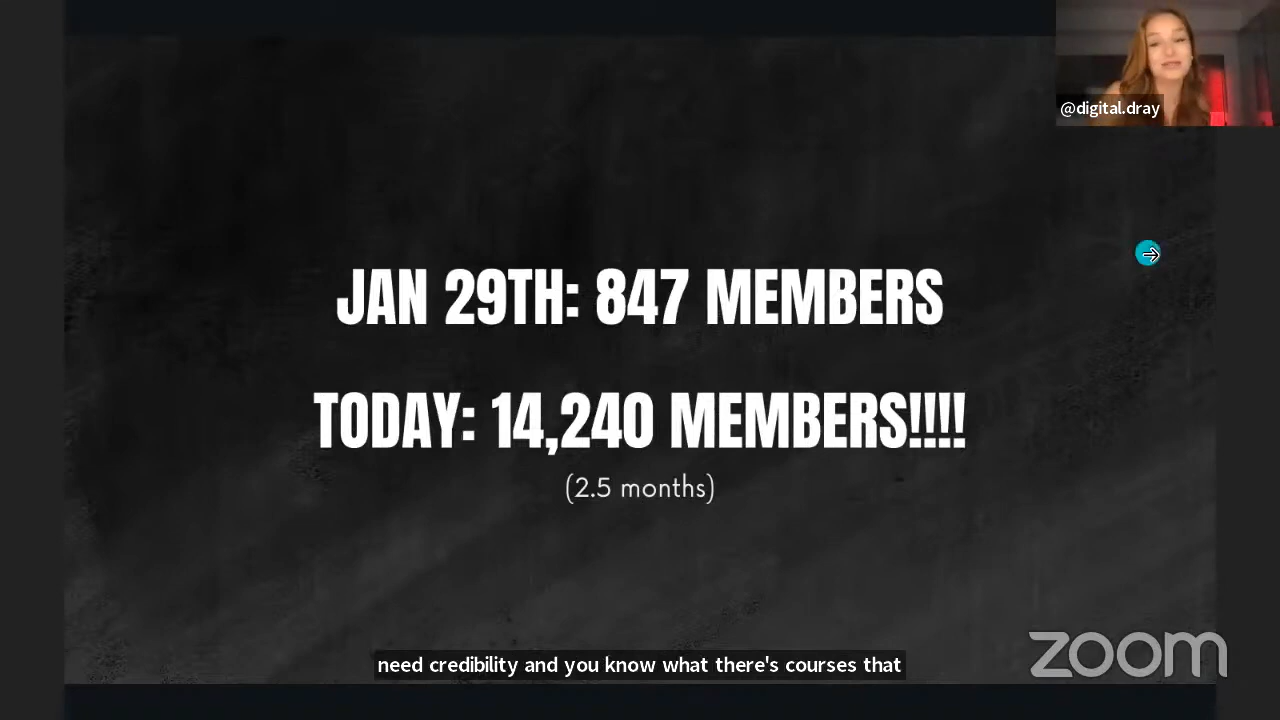 @digital.dray
JAN 29TH: 847 MEMBERS
TODAY: 14,240 MEMBERS!!!!
(2.5 months)
need credibility and you know what there's courses that
zoom